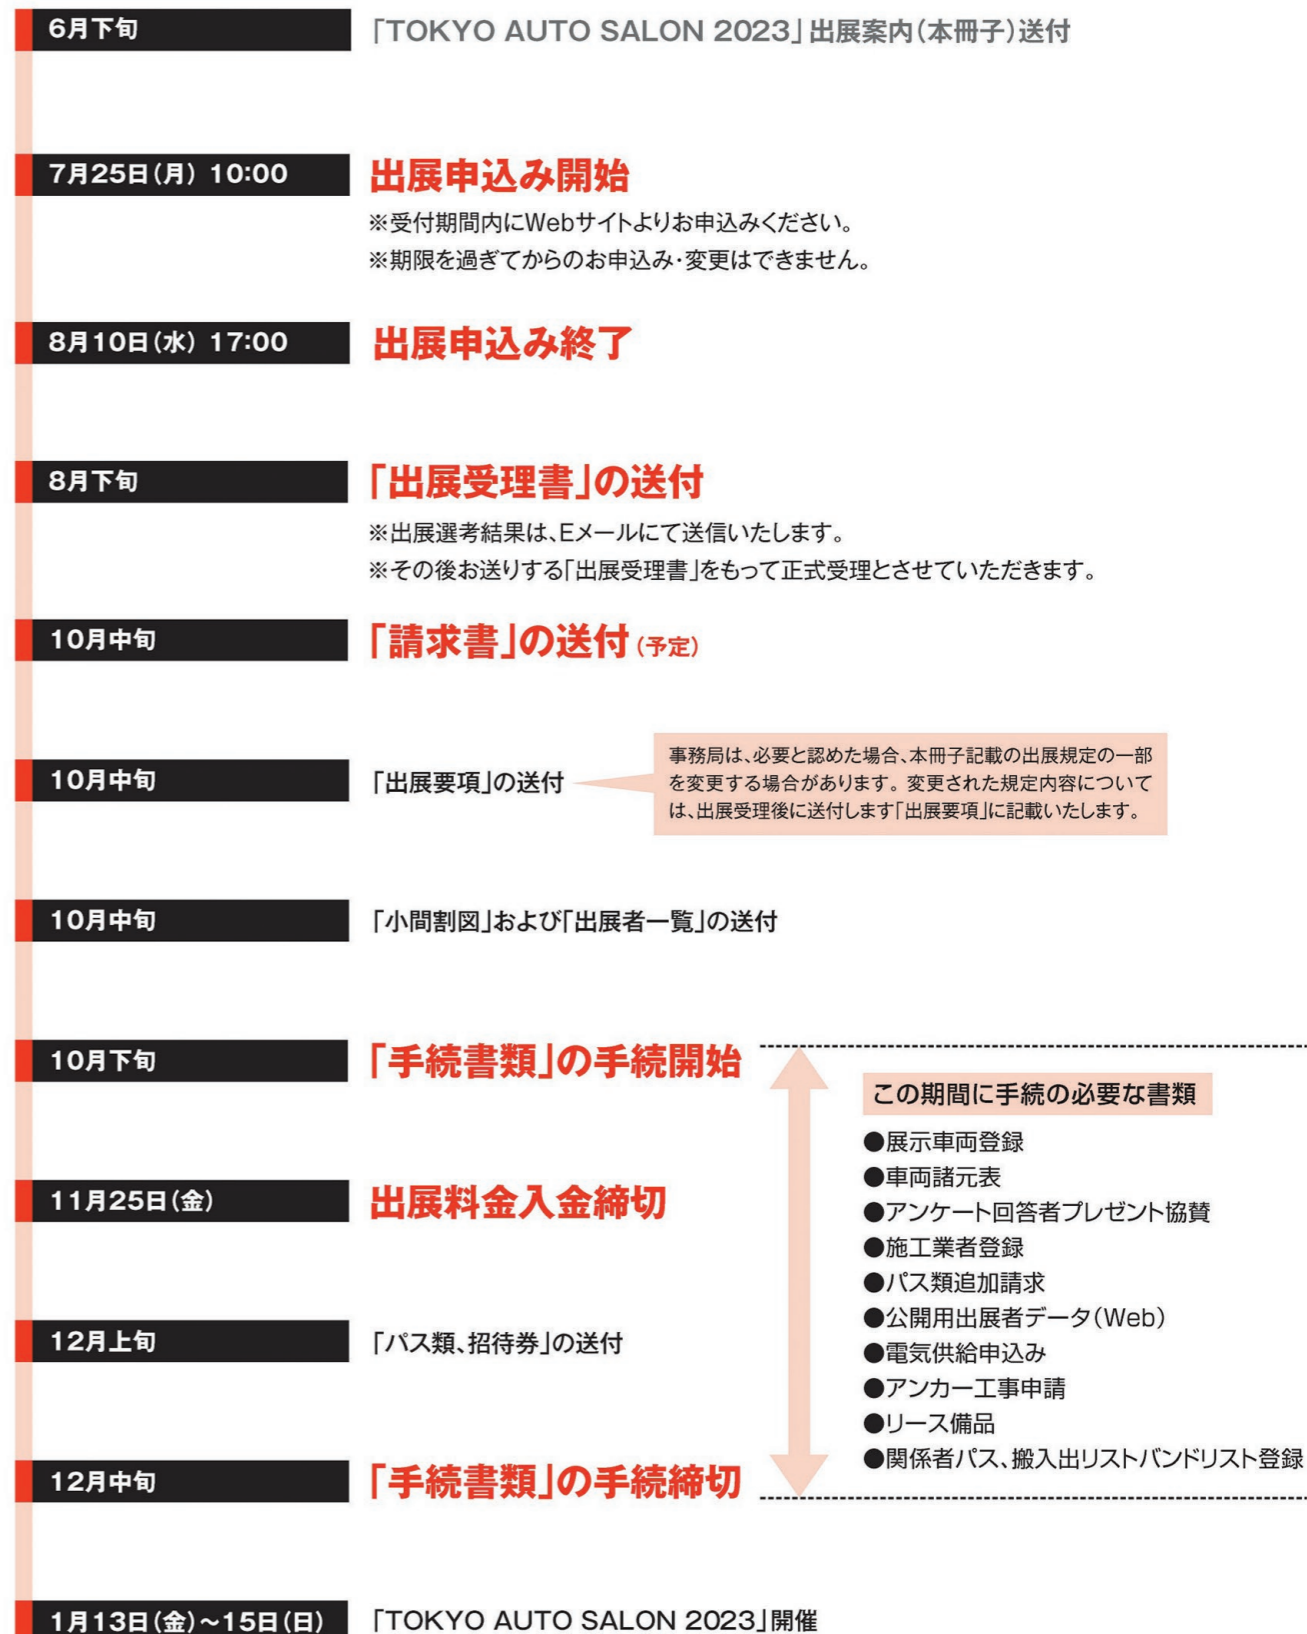 6月下旬 「TOKYO AUTO SALON 2023」出展案内(本冊子)送付
7月25日(月) 10:00 出展申込み開始
※受付期間内にWebサイトよりお申込みください。
※期限を過ぎてからのお申込み・変更はできません。
8月10日(水) 17:00 出展申込み終了
8月下旬 「出展受理書」の送付
※出展選考結果は、Eメールにて送信いたします。
※その後お送りする「出展受理書」をもって正式受理とさせていただきます。
10月中旬 「請求書」の送付(予定)
10月中旬 「出展要項」の送付
事務局は、必要と認めた場合、本冊子記載の出展規定の一部
を変更する場合があります。変更された規定内容について
は、出展受理後に送付します「出展要項」に記載いたします。
10月中旬 「小間割図」および「出展者一覧」の送付
10月下旬 「手続書類」の手続開始
11月25日(金) 出展料金入金締切
12月上旬 「パス類、招待券」の送付
12月中旬 「手続書類」の手続締切
この期間に手続の必要な書類
●展示車両登録
●車両諸元表
●アンケート回答者プレゼント協賛
●施工業者登録
●パス類追加請求
●公開用出展者データ(Web)
●電気供給申込み
●アンカー工事申請
●リース備品
●関係者パス、搬入出リストバンドリスト登録
1月13日(金)~15日(日) 「TOKYO AUTO SALON 2023」開催